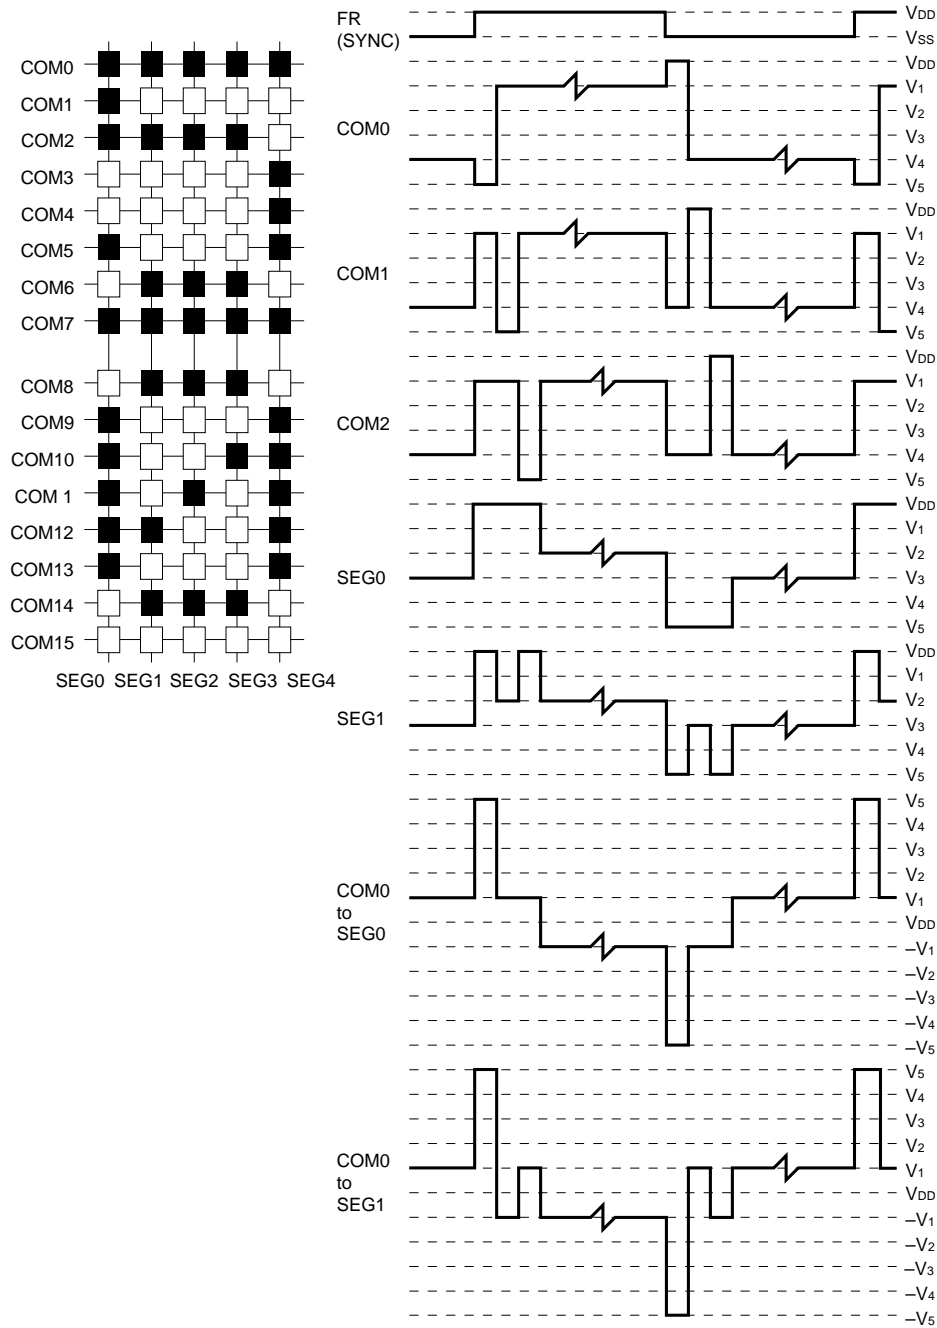 COM0
COM1
COM2
COM3
COM4
COM5
COM6
COM7
COM8
COM9
COM10
COM 1
COM12
COM13
COM14
COM15
SEG0 SEG1 SEG2 SEG3 SEG4
FR
(SYNC)
VDD
VSS
COM0
VDD
V1
V2
V3
V4
V5
COM1
VDD
V1
V2
V3
V4
V5
COM2
VDD
V1
V2
V3
V4
V5
SEG0
VDD
V1
V2
V3
V4
V5
SEG1
VDD
V1
V2
V3
V4
V5
COM0
to
SEG0
V5
V4
V3
V2
V1
VDD
–V1
–V2
–V3
–V4
–V5
COM0
to
SEG1
V5
V4
V3
V2
V1
VDD
–V1
–V2
–V3
–V4
–V5